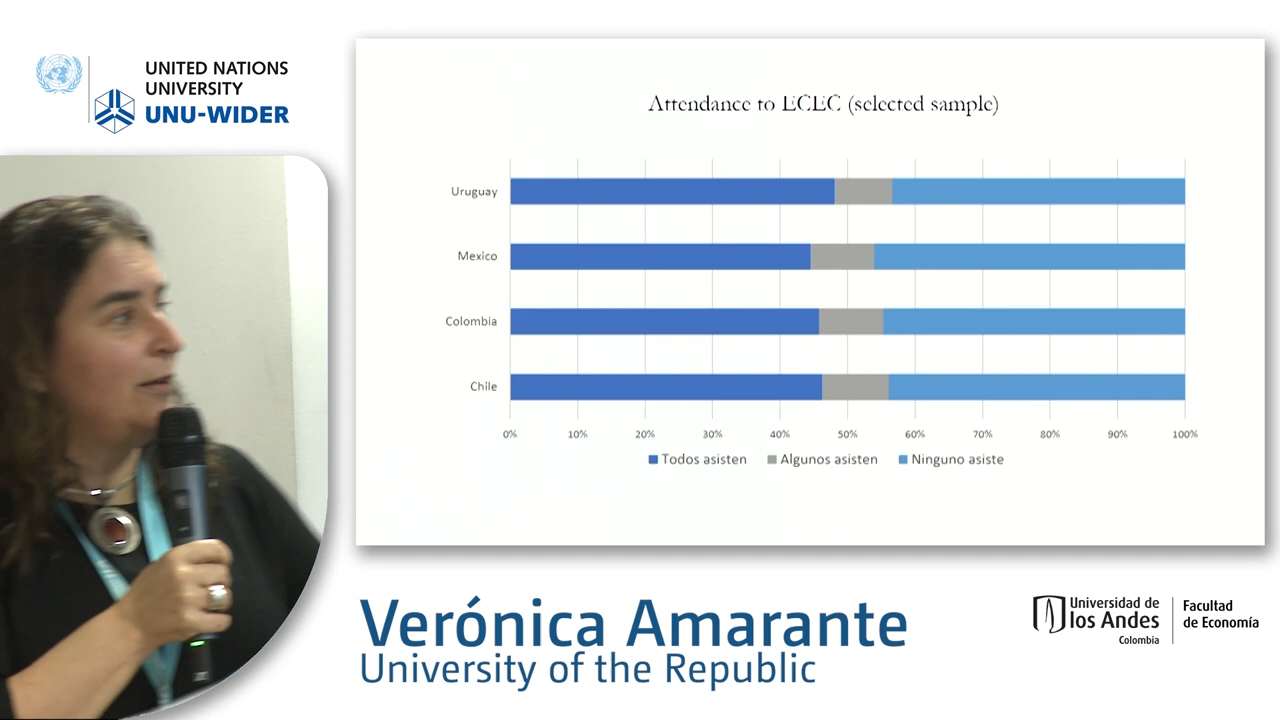 UNITED NATIONS
UNIVERSITY
UNU-WIDER
Attendance to ECEC (selected sample)
Uruguay
Mexico
Colombia
Chile
0% 10% 20% 30% 40% 50% 60% 70% 80% 90% 100%
Todos asisten Algunos asisten Ninguno asiste
Verónica Amarante
University of the Republic
Universidad de
los Andes
Colombia
Facultad
de Economía